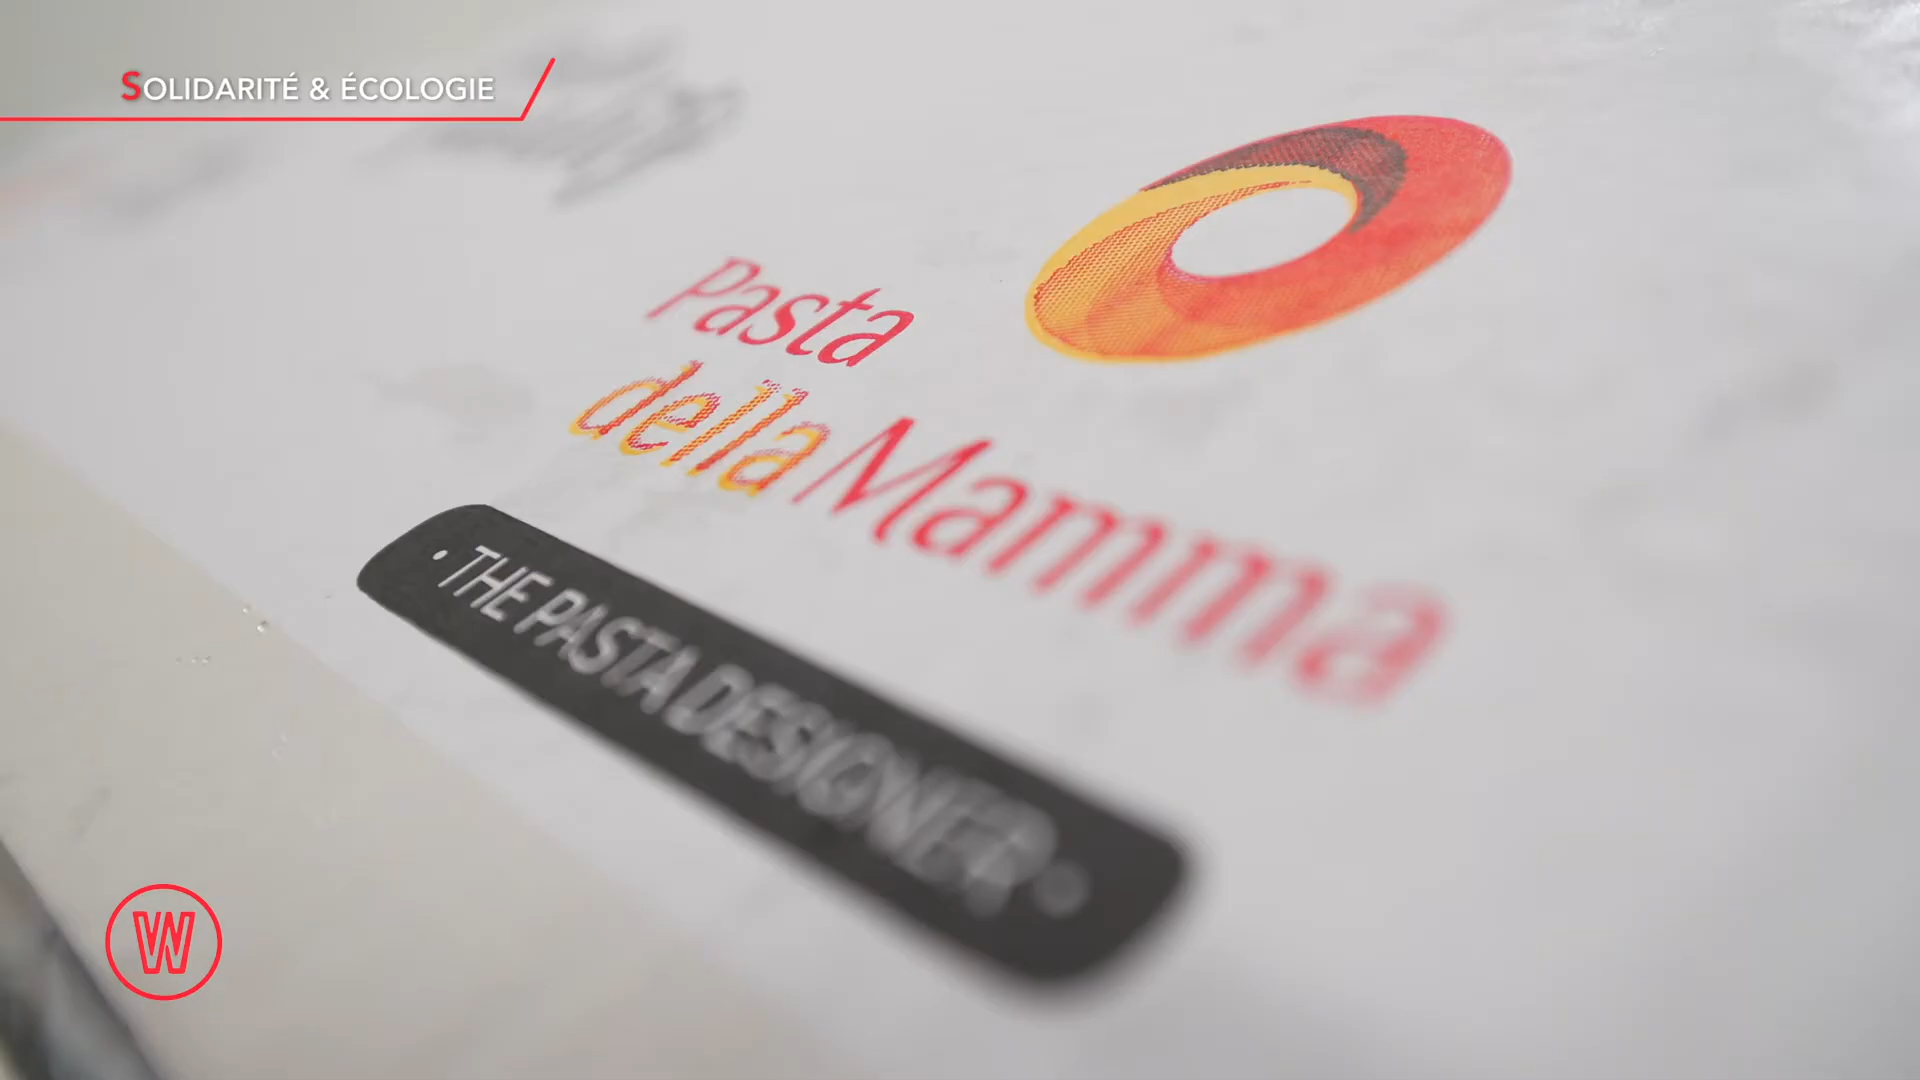 SOLIDARITÉ & ÉCOLOGIE
Pasta
della Mamma
• THE PASTA DESIGNER •
W